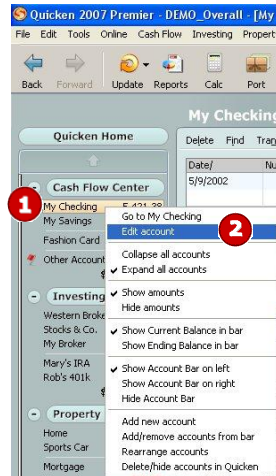 Quicken 2007 Premier - DEMO_Overall - [My
File Edit Tools Online Cash Flow Investing Propert
Back Forward Update Reports Calc Port
My Checking
Quicken Home
Delete Find Tran
Date/ Nu
5/9/2002
Cash Flow Center
1
My Checking 5,421.38
My Savings
Fashion Card
Other Account
$
Investing
Western Broke
Stocks & Co.
My Broker
Mary's IRA
Rob's 401k
$
Property
Home
Sports Car
Mortgage
Go to My Checking
Edit account 2
Collapse all accounts
Expand all accounts
Show amounts
Hide amounts
Show Current Balance in bar
Show Ending Balance in bar
Show Account Bar on left
Show Account Bar on right
Hide Account Bar
Add new account
Add/remove accounts from bar
Rearrange accounts
Delete/hide accounts in Quicken